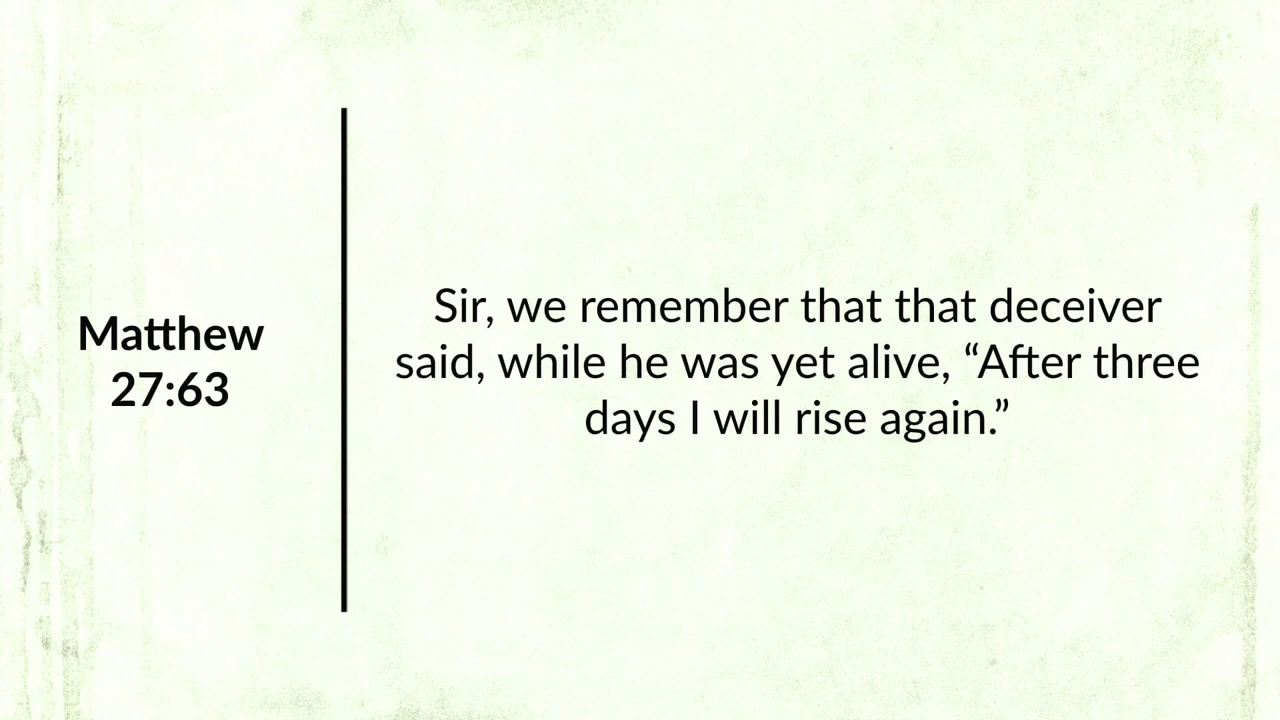 Matthew
27:63
Sir, we remember that that deceiver
said, while he was yet alive, “After three
days I will rise again.”